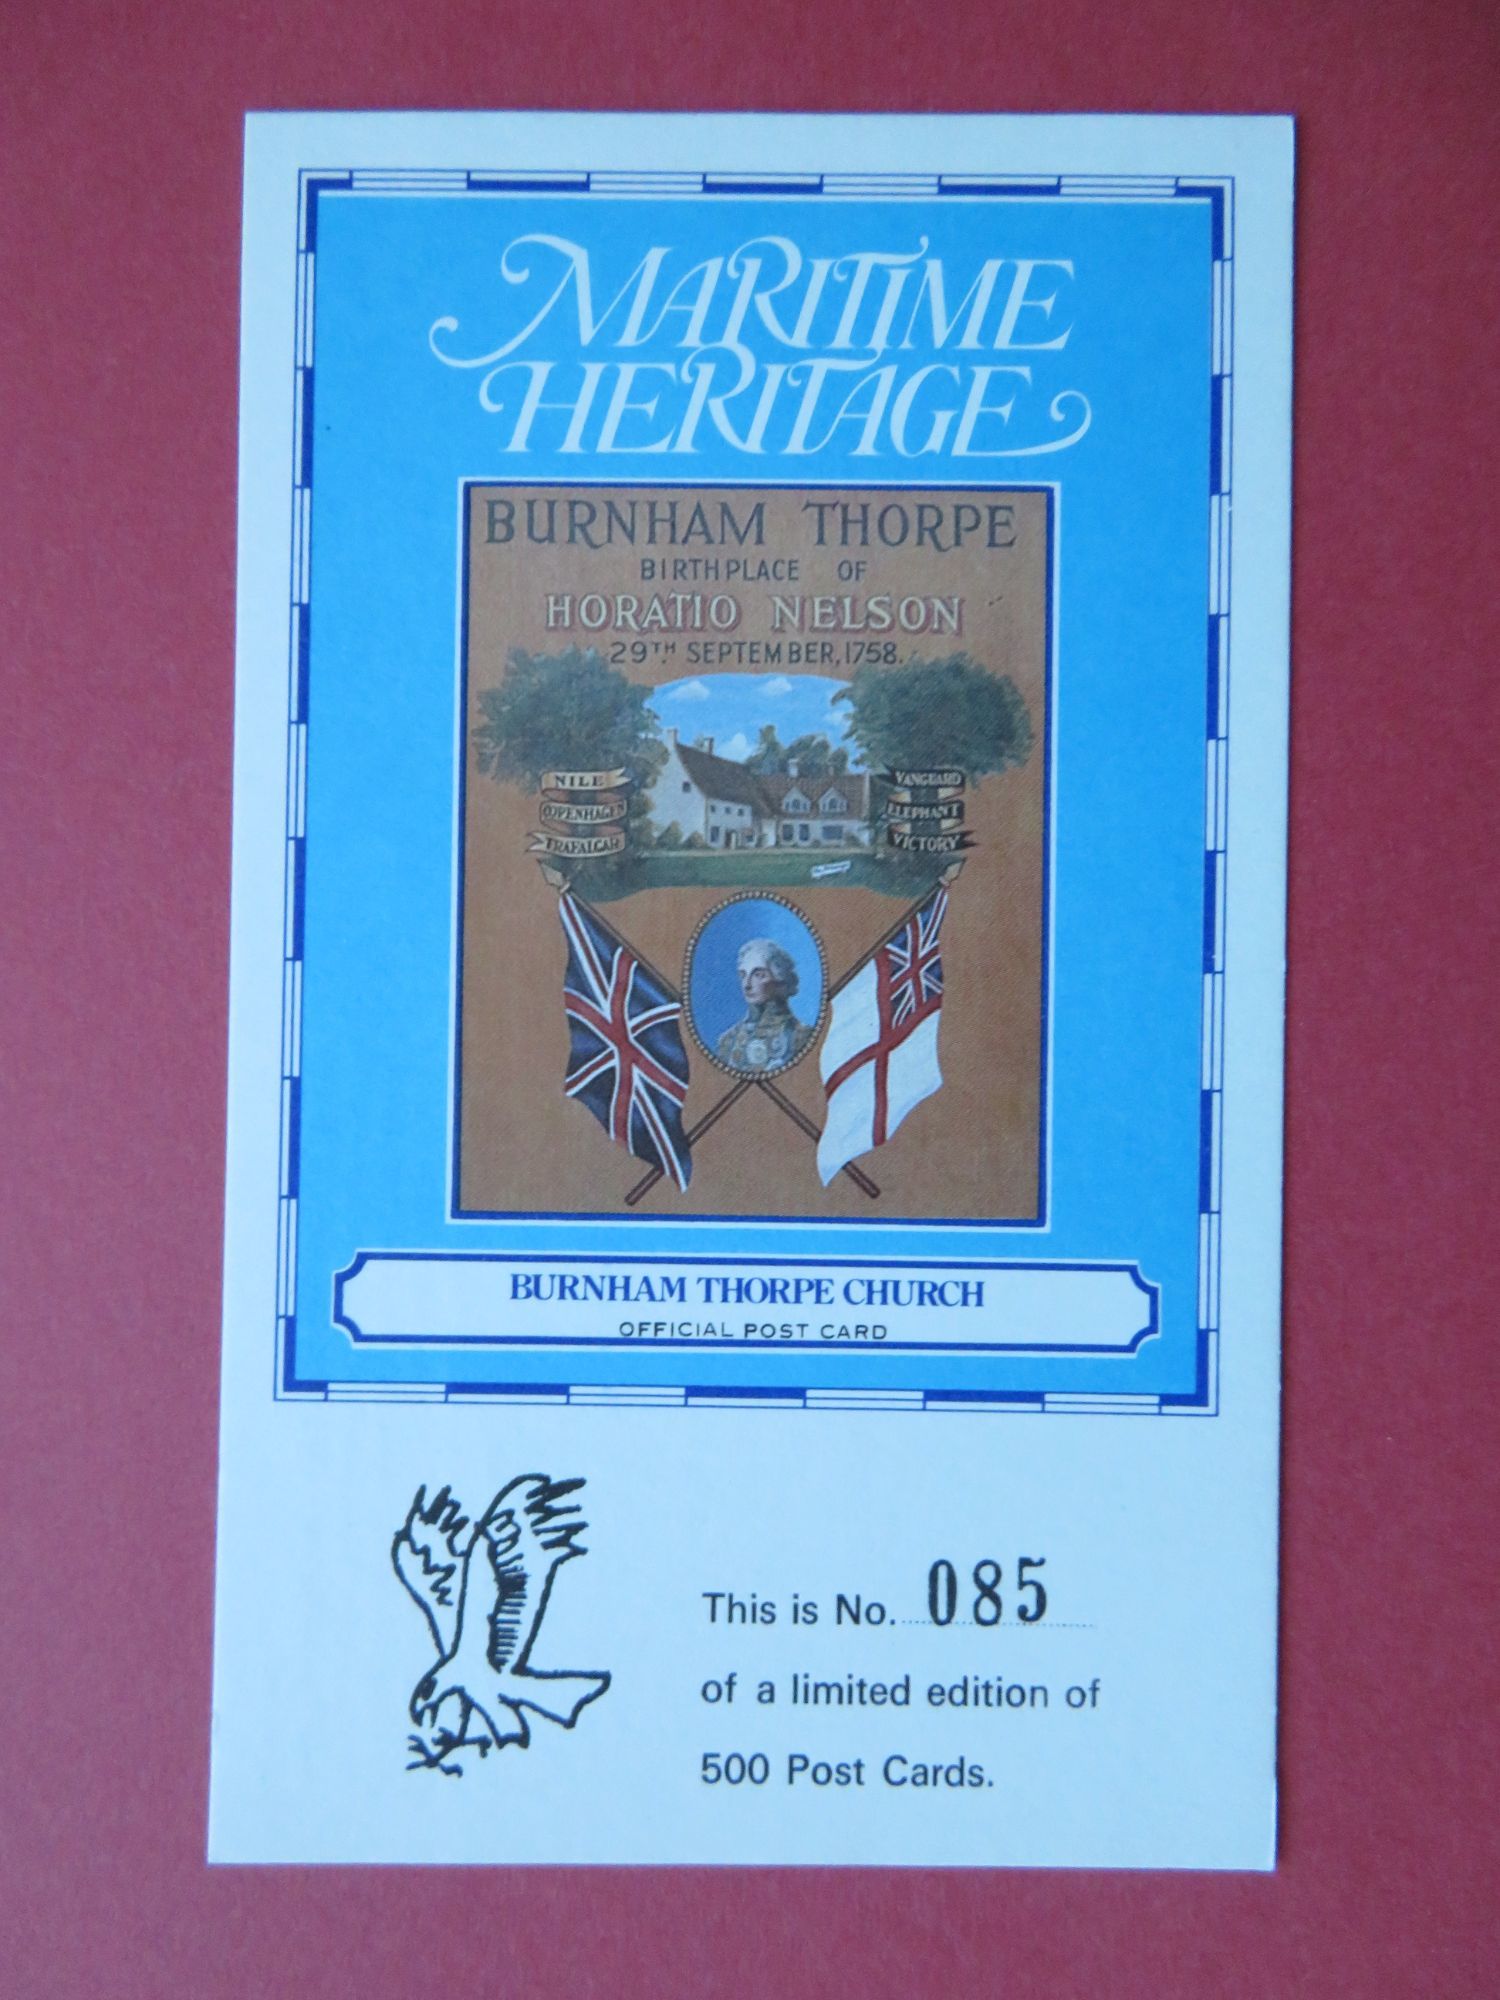 MARITIME
HERITAGE
BURNHAM THORPE
BIRTHPLACE OF
HORATIO NELSON
29TH SEPTEMBER, 1758.
NILE
COPENHAGEN
TRAFALGAR
VANGUARD
ELEPHANT
VICTORY
BURNHAM THORPE CHURCH
OFFICIAL POST CARD
This is No. 085
of a limited edition of
500 Post Cards.